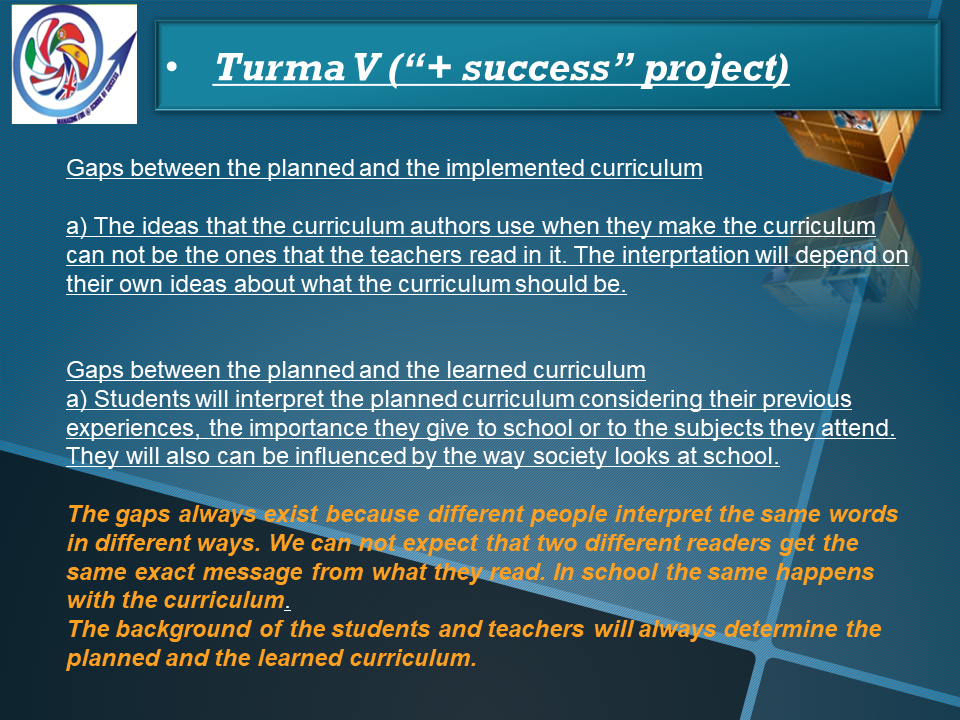 • Turma V (“+ success” project)
Gaps between the planned and the implemented curriculum
a) The ideas that the curriculum authors use when they make the curriculum
can not be the ones that the teachers read in it. The interprtation will depend on
their own ideas about what the curriculum should be.
Gaps between the planned and the learned curriculum
a) Students will interpret the planned curriculum considering their previous
experiences, the importance they give to school or to the subjects they attend.
They will also can be influenced by the way society looks at school.
The gaps always exist because different people interpret the same words
in different ways. We can not expect that two different readers get the
same exact message from what they read. In school the same happens
with the curriculum.
The background of the students and teachers will always determine the
planned and the learned curriculum.